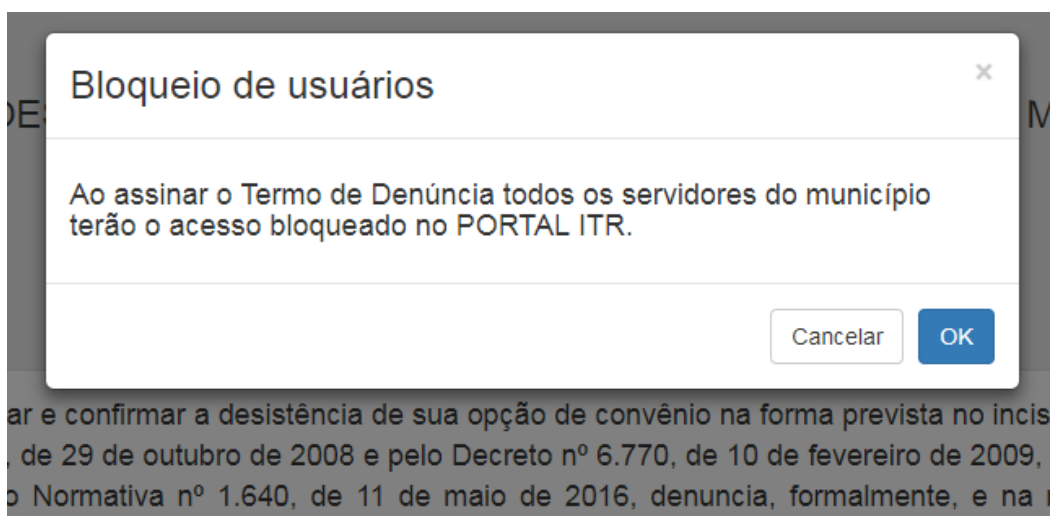 Bloqueio de usuários
×
DE
M
Ao assinar o Termo de Denúncia todos os servidores do município
terão o acesso bloqueado no PORTAL ITR.
Cancelar OK
ar e confirmar a desistência de sua opção de convênio na forma prevista no incis
, de 29 de outubro de 2008 e pelo Decreto nº 6.770, de 10 de fevereiro de 2009,
o Normativa nº 1.640, de 11 de maio de 2016, denuncia, formalmente, e na